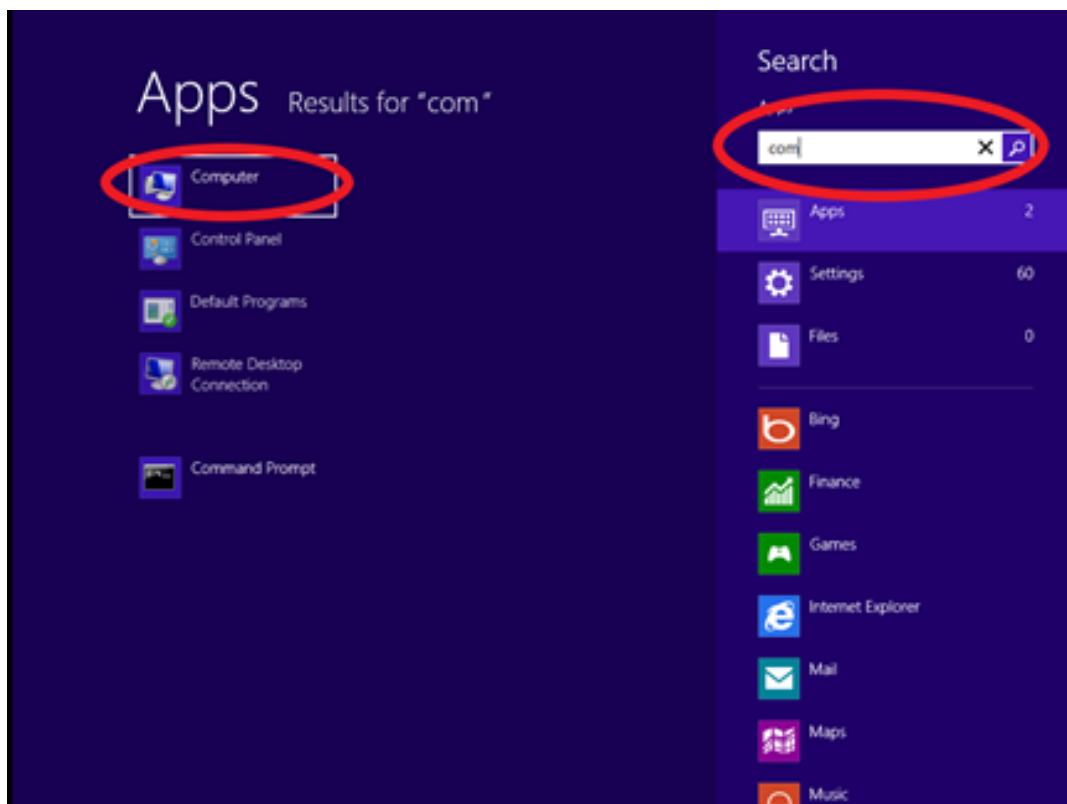 Apps Results for "com"
Computer
Control Panel
Default Programs
Remote Desktop
Connection
Command Prompt
Search
Apps
com
Apps 2
Settings 60
Files 0
Bing
Finance
Games
Internet Explorer
Mail
Maps
Music